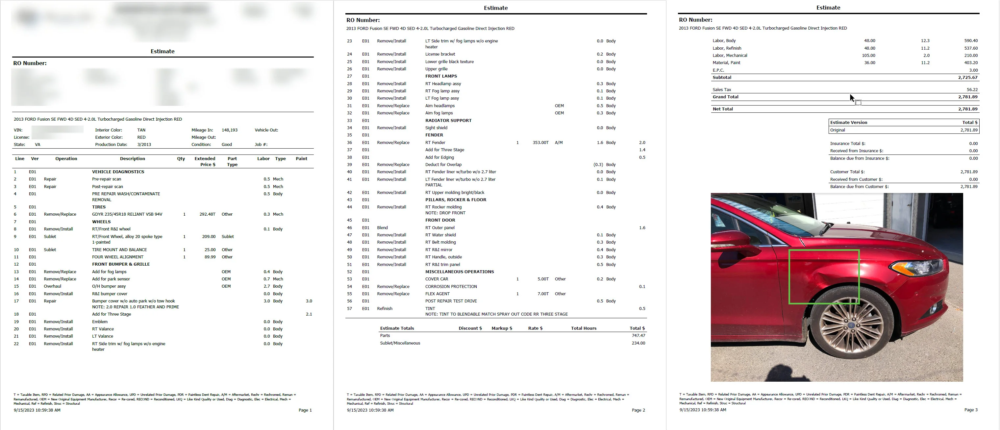 Estimate
RO Number:
2013 FORD Fusion SE FWD 4D SED 4-2.0L Turbocharged Gasoline Direct Injection RED
VIN: Interior Color: TAN Mileage In: 148,193 Vehicle Out:
License: Exterior Color: RED Mileage Out:
State: VA Production Date: 3/2013 Condition: Good Job #:
Line Ver Operation Description Qty Extended Part Labor Type Paint
Price $ Type
1 E01 VEHICLE DIAGNOSTICS
2 E01 Repair Pre-repair scan 0.5 Mech
3 E01 Repair Post-repair scan 0.5 Mech
4 E01 PRE REPAIR WASH/CONTAMINATE 0.5 Body
REMOVAL
5 E01 TIRES
6 E01 Remove/Replace GDYR 235/45R18 RELIANT VSB 94V 1 292.48T Other 0.3 Mech
7 E01 WHEELS
8 E01 Remove/Install RT/Front R&I wheel 0.1 Body
9 E01 Sublet RT/Front Wheel, alloy 20 spoke type 1 209.00 Sublet
1-painted
10 E01 Sublet TIRE MOUNT AND BALANCE 1 25.00 Other
11 E01 FOUR WHEEL ALIGNMENT 1 89.99 Other
12 E01 FRONT BUMPER & GRILLE
13 E01 Remove/Replace Add for fog lamps OEM 0.4 Body
14 E01 Remove/Replace Add for park sensor OEM 0.7 Mech
15 E01 Overhaul O/H bumper assy OEM 2.7 Body
16 E01 Remove/Install R&I bumper cover 0.0 Body
17 E01 Repair Bumper cover w/o auto park w/o tow hook 3.0 Body 3.0
NOTE: 2.0 REPAIR 1.0 FEATHER AND PRIME
18 E01 Add for Three Stage 2.1
19 E01 Remove/Install Emblem 0.0 Body
20 E01 Remove/Install RT Valance 0.0 Body
21 E01 Remove/Install LT Valance 0.0 Body
22 E01 Remove/Install RT Side trim w/ fog lamps w/o engine 0.0 Body
heater
T = Taxable Item, RPD = Related Prior Damage, AA = Appearance Allowance, UPD = Unrelated Prior Damage, PDR = Paintless Dent Repair, A/M = Aftermarket, Rechr = Rechromed, Reman =
Remanufactured, OEM = New Original Equipment Manufacturer, Recor = Re-cored, RECOND = Reconditioned, LKQ = Like Kind Quality or Used, Diag = Diagnostic, Elec = Electrical, Mech =
Mechanical, Ref = Refinish, Struc = Structural
9/15/2023 10:59:38 AM Page 1
Estimate
RO Number:
2013 FORD Fusion SE FWD 4D SED 4-2.0L Turbocharged Gasoline Direct Injection RED
23 E01 Remove/Install LT Side trim w/ fog lamps w/o engine 0.0 Body
heater
24 E01 Remove/Install License bracket 0.2 Body
25 E01 Remove/Install Lower grille black texture 0.0 Body
26 E01 Remove/Install Upper grille 0.0 Body
27 E01 FRONT LAMPS
28 E01 Remove/Install RT Headlamp assy 0.3 Body
29 E01 Remove/Install RT Fog lamp assy 0.1 Body
30 E01 Remove/Install LT Fog lamp assy 0.1 Body
31 E01 Remove/Replace Aim headlamps OEM 0.5 Body
32 E01 Remove/Replace Aim fog lamps OEM 0.3 Body
33 E01 RADIATOR SUPPORT
34 E01 Remove/Install Sight shield 0.0 Body
35 E01 FENDER
36 E01 Remove/Replace RT Fender 1 353.00T A/M 1.6 Body 2.0
37 E01 Add for Three Stage 1.4
38 E01 Add for Edging 0.5
39 E01 Remove/Replace Deduct for Overlap (0.3) Body
40 E01 Remove/Install RT Fender liner w/turbo w/o 2.7 liter 0.0 Body
41 E01 Remove/Install LT Fender liner w/turbo w/o 2.7 liter 0.1 Body
PARTIAL
42 E01 Remove/Install RT Upper molding bright/black 0.0 Body
43 E01 PILLARS, ROCKER & FLOOR
44 E01 Remove/Install RT Rocker molding 0.4 Body
NOTE: DROP FRONT
45 E01 FRONT DOOR
46 E01 Blend RT Outer panel 1.6
47 E01 Remove/Install RT Water shield 0.1 Body
48 E01 Remove/Install RT Belt molding 0.3 Body
49 E01 Remove/Install RT R&I mirror 0.4 Body
50 E01 Remove/Install RT Handle, outside 0.3 Body
51 E01 Remove/Install RT R&I trim panel 0.5 Body
52 E01 MISCELLANEOUS OPERATIONS
53 E01 COVER CAR 1 5.00T Other 0.2 Body
54 E01 Remove/Replace CORROSION PROTECTION 0.1
55 E01 Remove/Replace FLEX AGENT 1 7.00T Other
56 E01 POST REPAIR TEST DRIVE 0.5 Body
57 E01 Refinish TINT 0.5
NOTE: TINT TO BLENDABLE MATCH SPRAY OUT CODE RR THREE STAGE
Estimate Totals Discount $ Markup $ Rate $ Total Hours Total $
Parts 747.47
Sublet/Miscellaneous 234.00
T = Taxable Item, RPD = Related Prior Damage, AA = Appearance Allowance, UPD = Unrelated Prior Damage, PDR = Paintless Dent Repair, A/M = Aftermarket, Rechr = Rechromed, Reman =
Remanufactured, OEM = New Original Equipment Manufacturer, Recor = Re-cored, RECOND = Reconditioned, LKQ = Like Kind Quality or Used, Diag = Diagnostic, Elec = Electrical, Mech =
Mechanical, Ref = Refinish, Struc = Structural
9/15/2023 10:59:38 AM Page 2
Estimate
RO Number:
2013 FORD Fusion SE FWD 4D SED 4-2.0L Turbocharged Gasoline Direct Injection RED
Labor, Body 48.00 12.3 590.40
Labor, Refinish 48.00 11.2 537.60
Labor, Mechanical 105.00 2.0 210.00
Material, Paint 36.00 11.2 403.20
E.P.C. 3.00
Subtotal 2,725.67
Sales Tax 56.22
Grand Total 2,781.89
Net Total 2,781.89
Estimate Version Total $
Original 2,781.89
Insurance Total $: 0.00
Received from Insurance $: 0.00
Balance due from Insurance $: 0.00
Customer Total $: 2,781.89
Received from Customer $: 0.00
Balance due from Customer $: 2,781.89
T = Taxable Item, RPD = Related Prior Damage, AA = Appearance Allowance, UPD = Unrelated Prior Damage, PDR = Paintless Dent Repair, A/M = Aftermarket, Rechr = Rechromed, Reman =
Remanufactured, OEM = New Original Equipment Manufacturer, Recor = Re-cored, RECOND = Reconditioned, LKQ = Like Kind Quality or Used, Diag = Diagnostic, Elec = Electrical, Mech =
Mechanical, Ref = Refinish, Struc = Structural
9/15/2023 10:59:38 AM Page 3